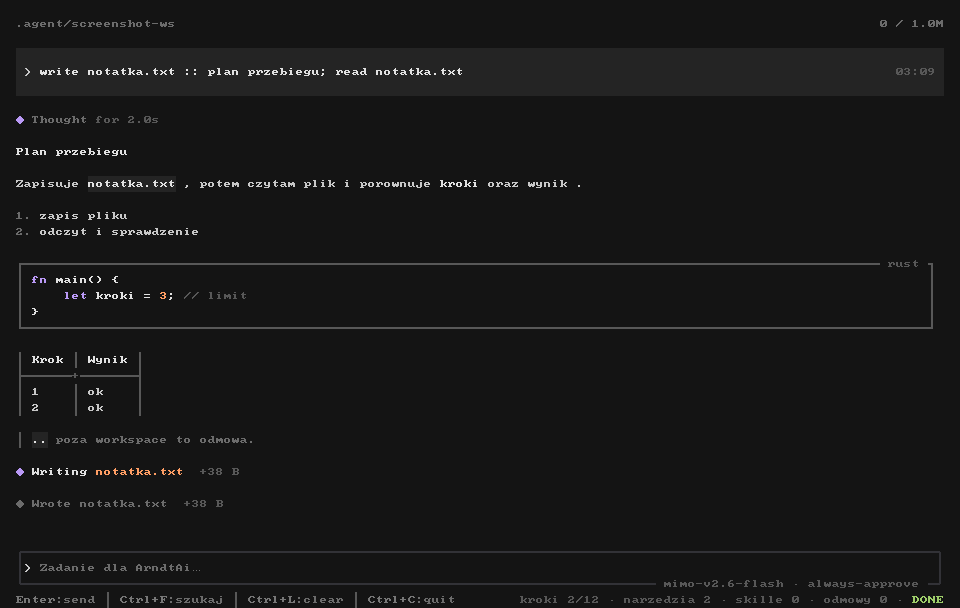 .agent/screenshot-ws 0 / 1.0M
> write notatka.txt :: plan przebiegu; read notatka.txt 03:09
◆ Thought for 2.0s
Plan przebiegu
Zapisuje notatka.txt , potem czytam plik i porownuje kroki oraz wynik .
1. zapis pliku
2. odczyt i sprawdzenie
rust
fn main() {
let kroki = 3; // limit
}
Krok │ Wynik
1 │ ok
2 │ ok
│ .. poza workspace to odmowa.
◆ Writing notatka.txt +38 B
◆ Wrote notatka.txt +38 B
> Zadanie dla ArndtAi…
mimo-v2.6-flash · always-approve
Enter:send │ Ctrl+F:szukaj │ Ctrl+L:clear │ Ctrl+C:quit kroki 2/12 · narzedzia 2 · skille 0 · odmowy 0 · DONE